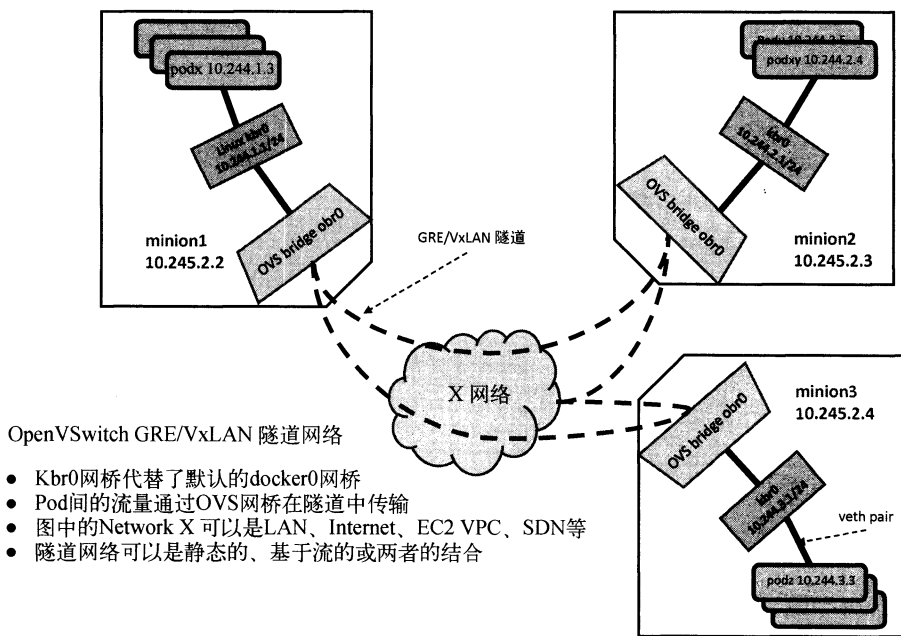 podx 10.244.1.3
Linux kbr0
10.244.1.1/24
OVS bridge obr0
minion1
10.245.2.2
podxy 10.244.2.4
kbr0
10.244.2.1/24
OVS bridge obr0
minion2
10.245.2.3
GRE/VxLAN 隧道
X 网络
minion3
10.245.2.4
OVS bridge obr0
kbr0
10.244.3.1/24
veth pair
podz 10.244.3.3
OpenVSwitch GRE/VxLAN 隧道网络
● Kbr0网桥代替了默认的docker0网桥
● Pod间的流量通过OVS网桥在隧道中传输
● 图中的Network X 可以是LAN、Internet、EC2 VPC、SDN等
● 隧道网络可以是静态的、基于流的或两者的结合